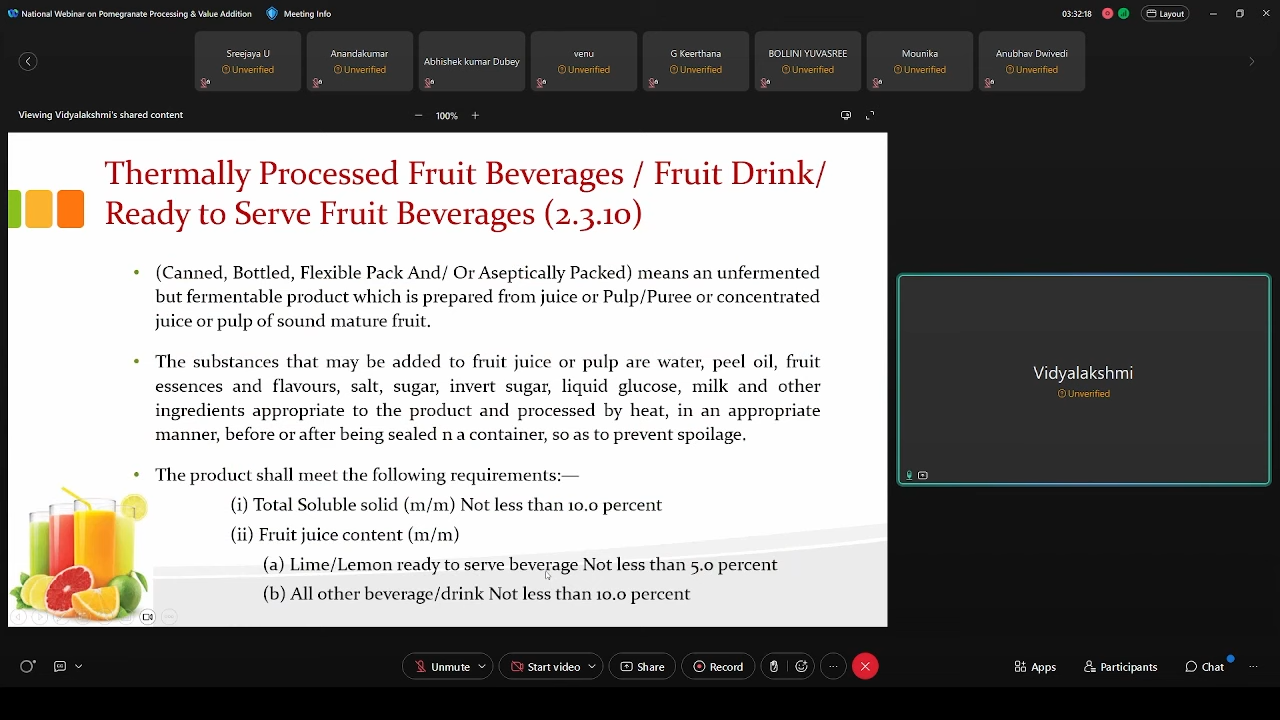 National Webinar on Pomegranate Processing & Value Addition
Meeting Info
03:32:18
Layout
Sreejaya U
Unverified
Anandakumar
Unverified
Abhishek kumar Dubey
venu
Unverified
G Keerthana
Unverified
BOLLINI YUVASREE
Unverified
Mounika
Unverified
Anubhav Dwivedi
Unverified
Viewing Vidyalakshmi's shared content
100%
Thermally Processed Fruit Beverages / Fruit Drink/
Ready to Serve Fruit Beverages (2.3.10)
• (Canned, Bottled, Flexible Pack And/ Or Aseptically Packed) means an unfermented
but fermentable product which is prepared from juice or Pulp/Puree or concentrated
juice or pulp of sound mature fruit.
• The substances that may be added to fruit juice or pulp are water, peel oil, fruit
essences and flavours, salt, sugar, invert sugar, liquid glucose, milk and other
ingredients appropriate to the product and processed by heat, in an appropriate
manner, before or after being sealed n a container, so as to prevent spoilage.
• The product shall meet the following requirements:—
(i) Total Soluble solid (m/m) Not less than 10.0 percent
(ii) Fruit juice content (m/m)
(a) Lime/Lemon ready to serve beverage Not less than 5.0 percent
(b) All other beverage/drink Not less than 10.0 percent
Vidyalakshmi
Unverified
Unmute
Start video
Share
Record
Apps
Participants
Chat